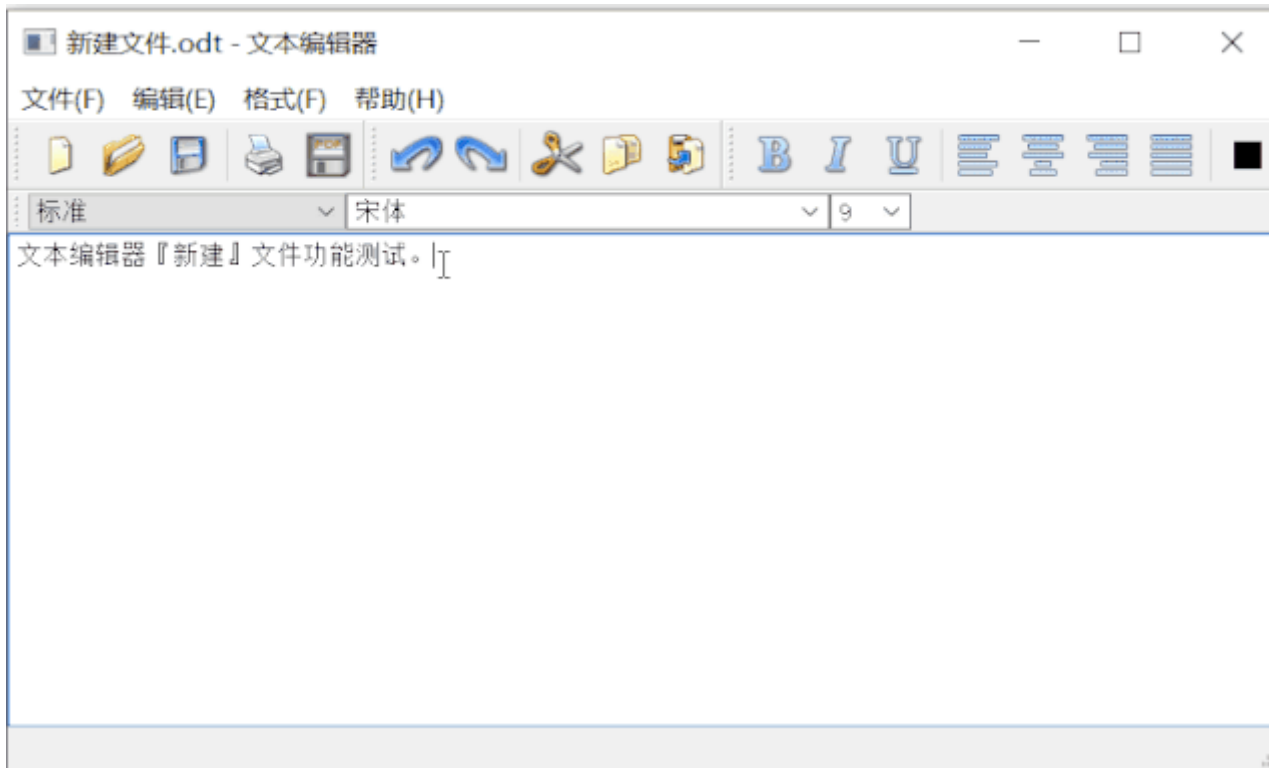 新建文件.odt - 文本编辑器
文件(F) 编辑(E) 格式(F) 帮助(H)
PDF B I U
标准 宋体 9
文本编辑器『新建』文件功能测试。